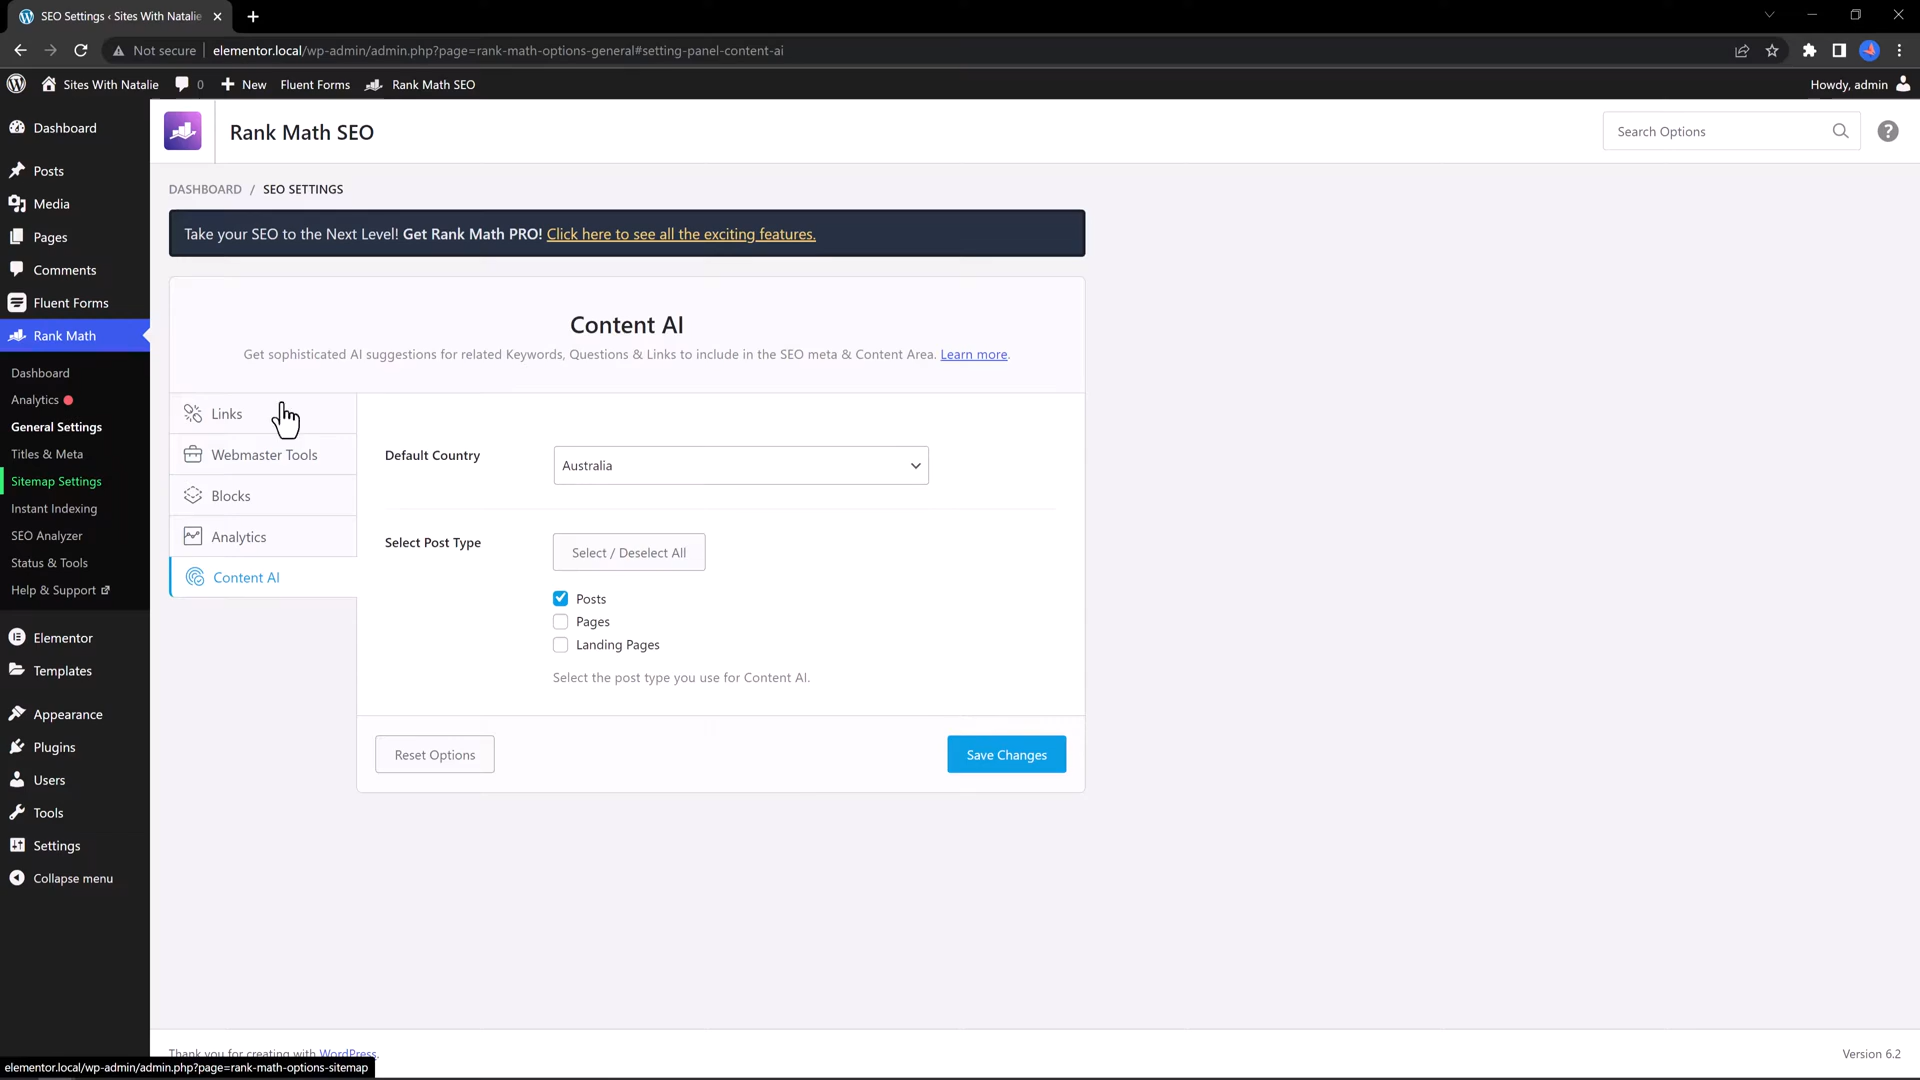 SEO Settings ‹ Sites With Natalie
Not secure
elementor.local/wp-admin/admin.php?page=rank-math-options-general#setting-panel-content-ai
Sites With Natalie
0
New
Fluent Forms
Rank Math SEO
Howdy, admin
Dashboard
Posts
Media
Pages
Comments
Fluent Forms
Rank Math
Dashboard
Analytics
General Settings
Titles & Meta
Sitemap Settings
Instant Indexing
SEO Analyzer
Status & Tools
Help & Support
Elementor
Templates
Appearance
Plugins
Users
Tools
Settings
Collapse menu
Rank Math SEO
Search Options
?
DASHBOARD / SEO SETTINGS
Take your SEO to the Next Level! Get Rank Math PRO! Click here to see all the exciting features.
Content AI
Get sophisticated AI suggestions for related Keywords, Questions & Links to include in the SEO meta & Content Area. Learn more.
Links
Webmaster Tools
Blocks
Analytics
Content AI
Default Country
Australia
Select Post Type
Select / Deselect All
Posts
Pages
Landing Pages
Select the post type you use for Content AI.
Reset Options
Save Changes
Thank you for creating with WordPress.
Version 6.2
elementor.local/wp-admin/admin.php?page=rank-math-options-sitemap